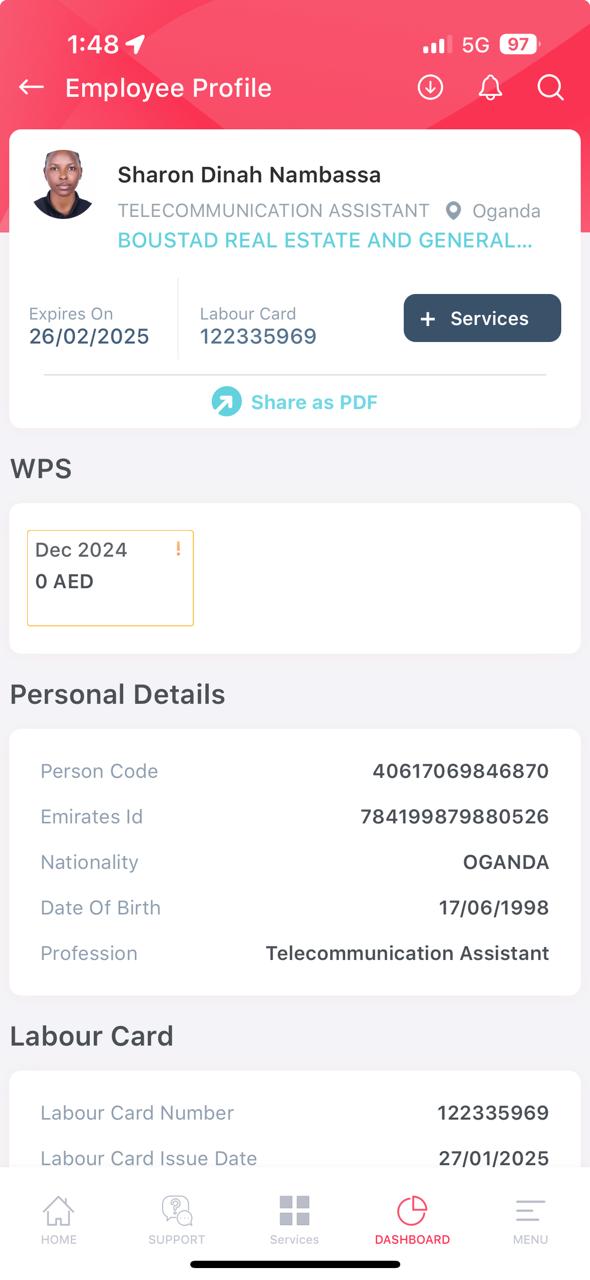 1:48 5G 97
Employee Profile
Sharon Dinah Nambassa
TELECOMMUNICATION ASSISTANT Oganda
BOUSTAD REAL ESTATE AND GENERAL...
Expires On
26/02/2025
Labour Card
122335969
+ Services
Share as PDF
WPS
Dec 2024 !
0 AED
Personal Details
Person Code 40617069846870
Emirates Id 784199879880526
Nationality OGANDA
Date Of Birth 17/06/1998
Profession Telecommunication Assistant
Labour Card
Labour Card Number 122335969
Labour Card Issue Date 27/01/2025
HOME SUPPORT Services DASHBOARD MENU